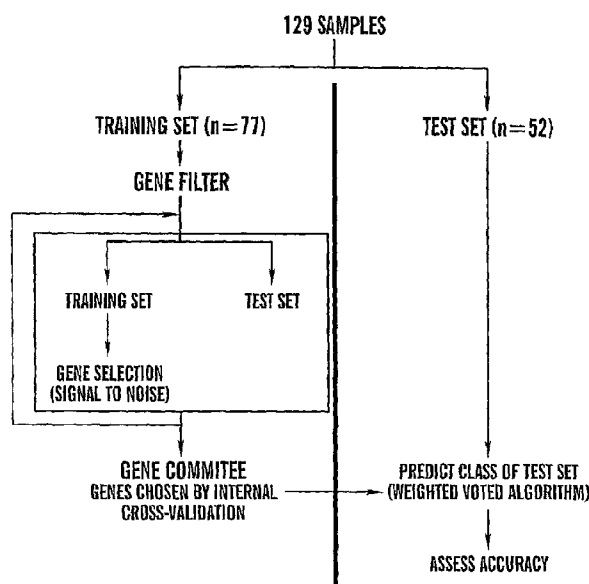 129 SAMPLES
TRAINING SET (n=77)
TEST SET (n=52)
GENE FILTER
TRAINING SET
TEST SET
GENE SELECTION
(SIGNAL TO NOISE)
GENE COMMITEE
GENES CHOSEN BY INTERNAL
CROSS-VALIDATION
PREDICT CLASS OF TEST SET
(WEIGHTED VOTED ALGORITHM)
ASSESS ACCURACY